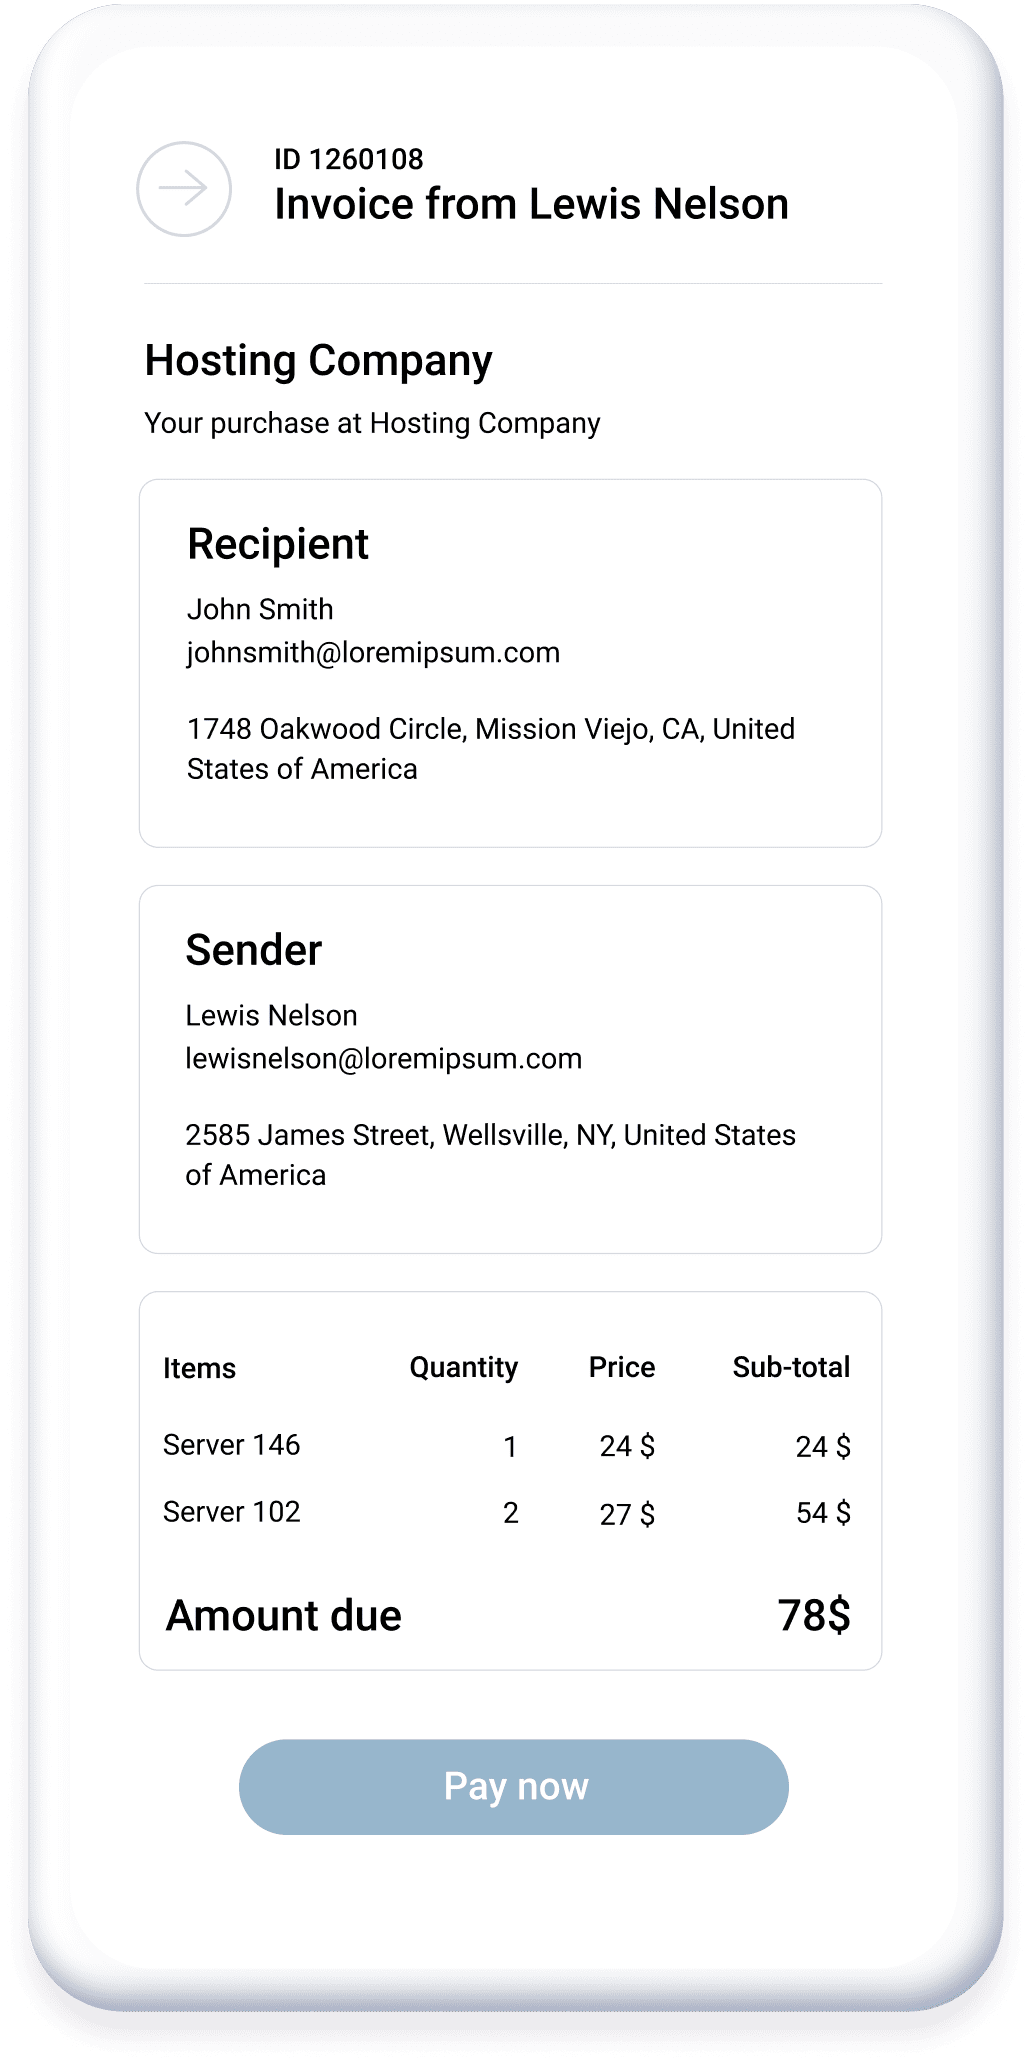 ID 1260108
Invoice from Lewis Nelson
Hosting Company
Your purchase at Hosting Company
Recipient
John Smith
johnsmith@loremipsum.com
1748 Oakwood Circle, Mission Viejo, CA, United
States of America
Sender
Lewis Nelson
lewisnelson@loremipsum.com
2585 James Street, Wellsville, NY, United States
of America
Items Quantity Price Sub-total
Server 146 1 24 $ 24 $
Server 102 2 27 $ 54 $
Amount due 78$
Pay now